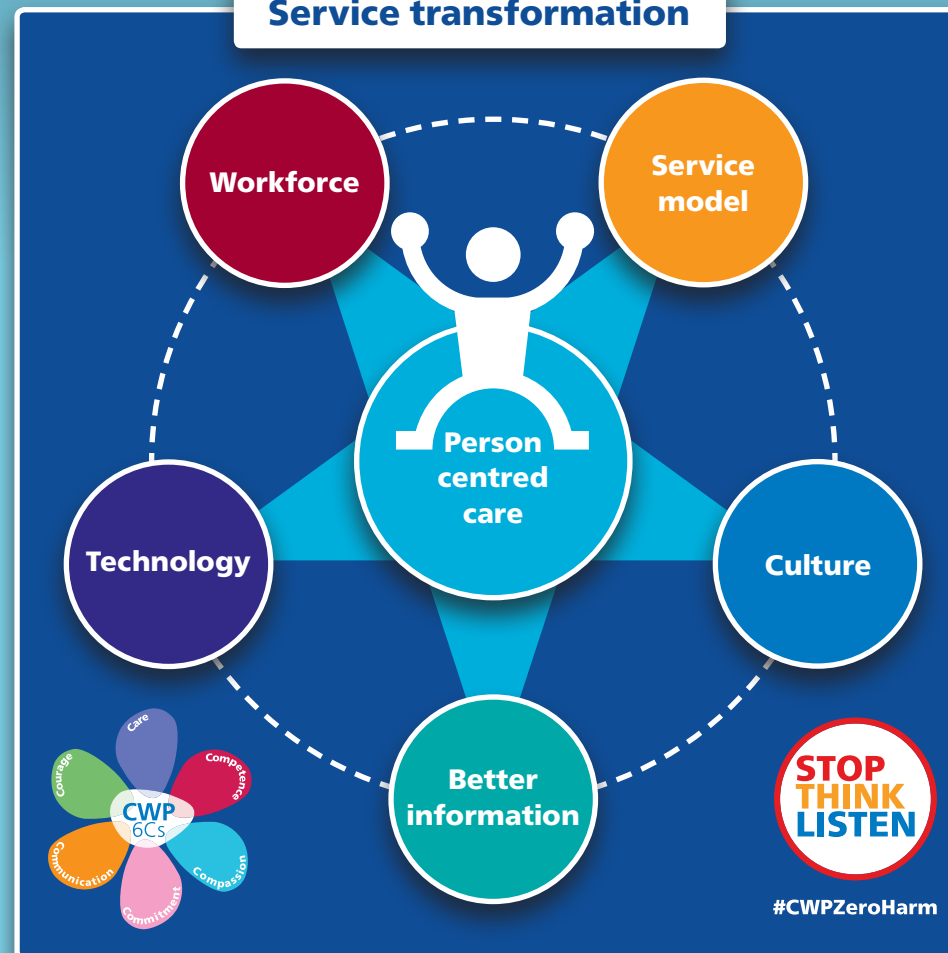 Service transformation
Workforce
Service
model
Person
centred
care
Technology
Culture
Better
information
Care
Competence
Compassion
Commitment
Communication
Courage
CWP
6Cs
STOP
THINK
LISTEN
#CWPZeroHarm